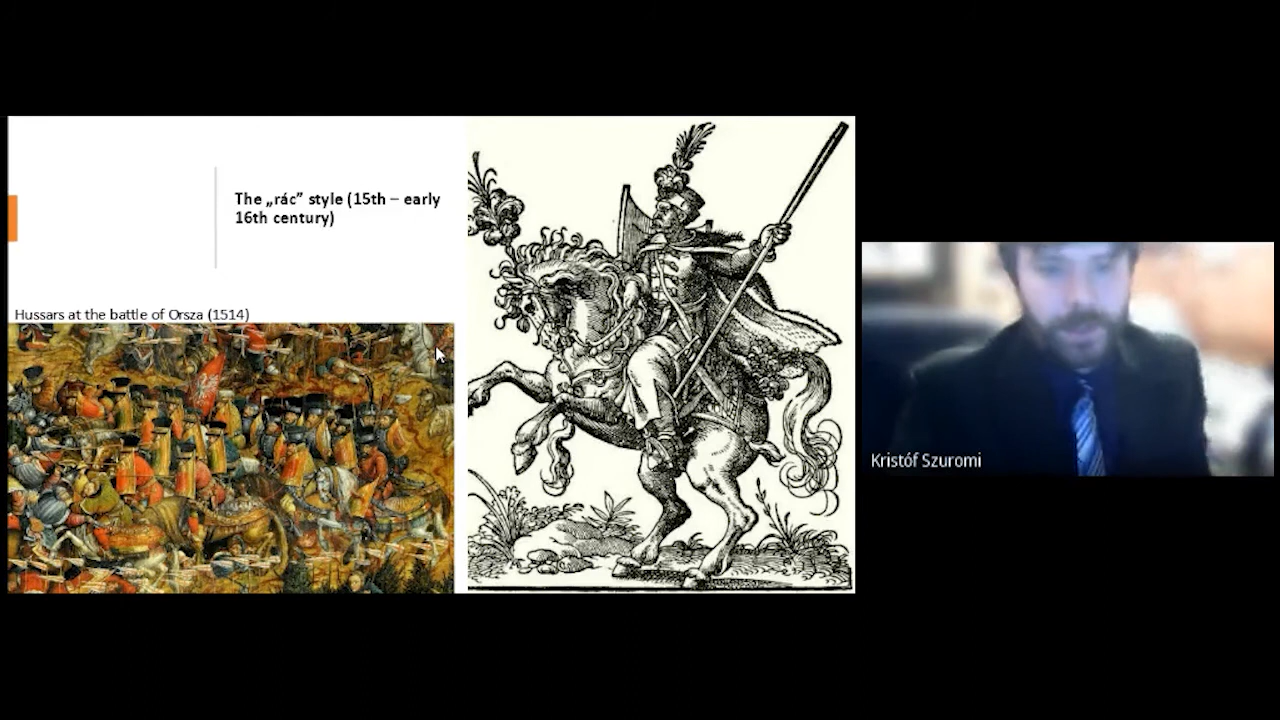 The „rác” style (15th – early
16th century)
Hussars at the battle of Orsza (1514)
Kristóf Szuromi